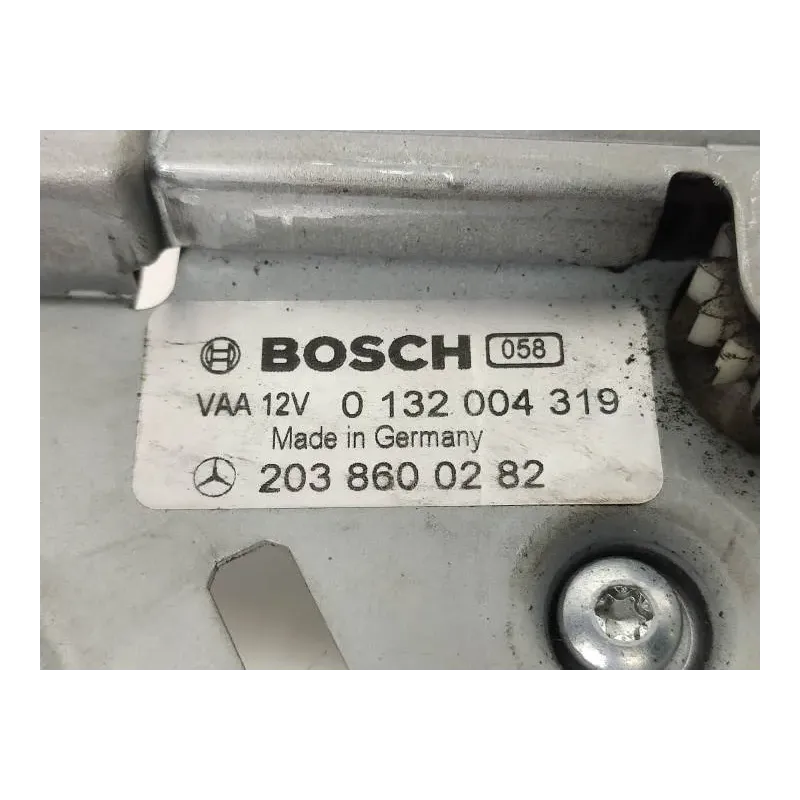 BOSCH 058
VAA 12V 0 132 004 319
Made in Germany
203 860 02 82